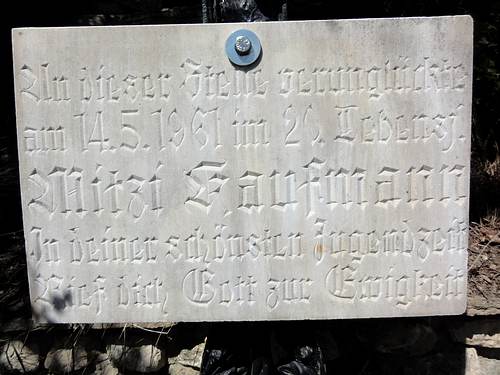 An dieser Stelle verunglückte
am 14.5.1961 im 26. Lebensj.
Mitzi Kaufmann
In deiner schönsten Jugendzeit
Rief dich Gott zur Ewigkeit